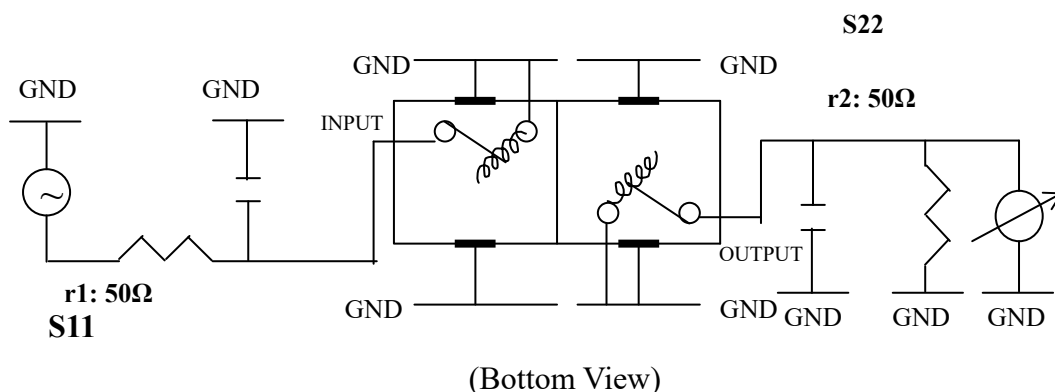 S22
GND
GND
GND
GND
r2: 50Ω
INPUT
OUTPUT
r1: 50Ω
S11
GND
GND
GND
GND
GND
(Bottom View)